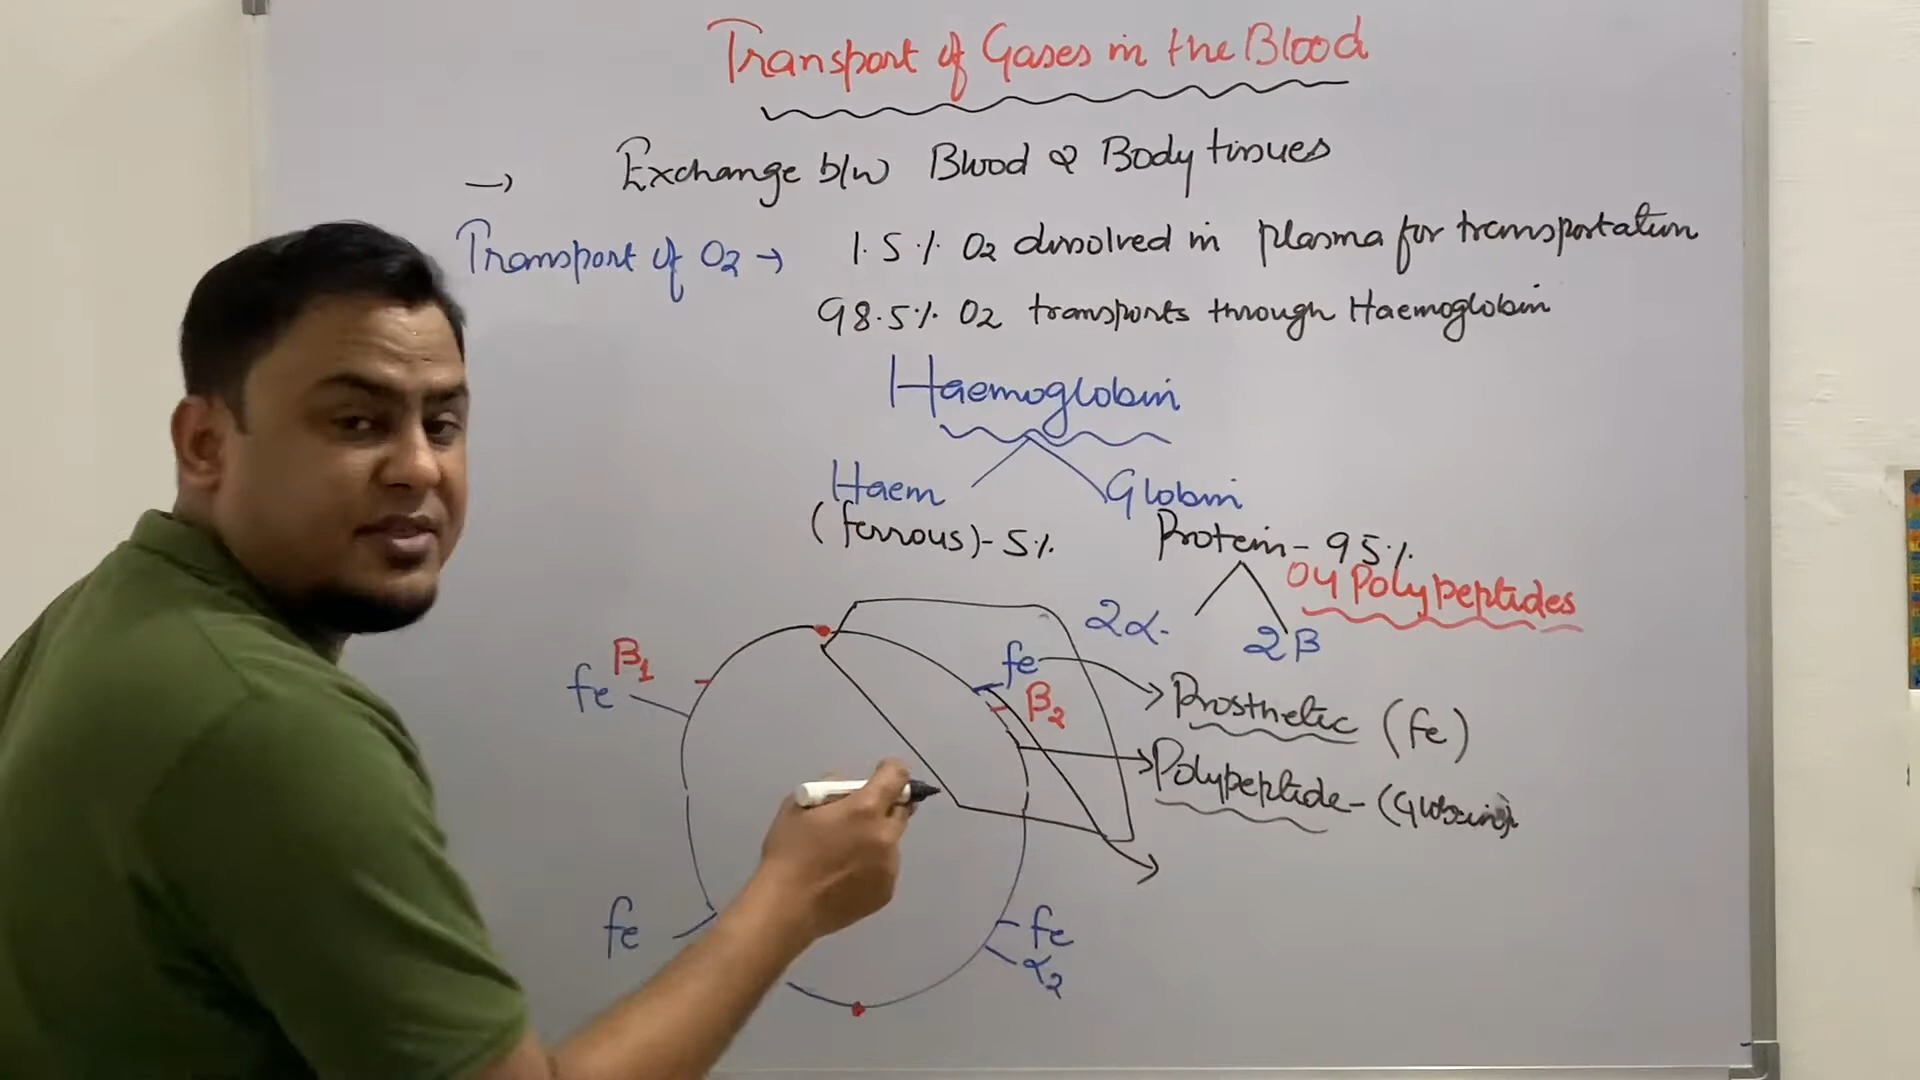 Transport of Gases in the Blood
→ Exchange b/w Blood & Body tissues
Transport of O2 → 1.5% O2 dissolved in plasma for transportation
98.5% O2 transports through Haemoglobin
Haemoglobin
Haem Globin
(ferrous)-5% Protein-95%
04 Polypeptides
2α- 2β
fe β1 fe β2
Prosthetic (fe)
Polypeptide-(Globin)
fe fe
α2